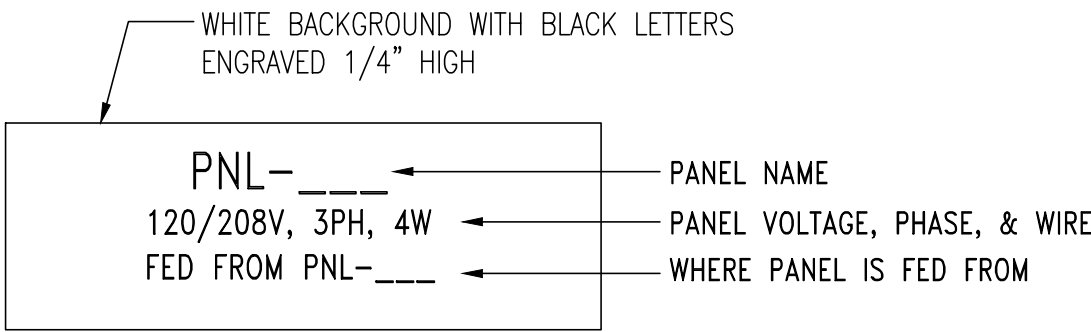 WHITE BACKGROUND WITH BLACK LETTERS
ENGRAVED 1/4" HIGH
PNL-___
PANEL NAME
120/208V, 3PH, 4W
PANEL VOLTAGE, PHASE, & WIRE
FED FROM PNL-___
WHERE PANEL IS FED FROM